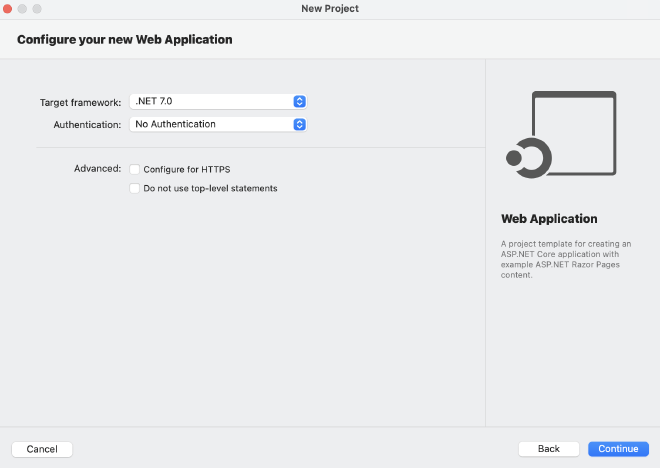 New Project
Configure your new Web Application
Target framework: .NET 7.0
Authentication: No Authentication
Advanced: Configure for HTTPS
Do not use top-level statements
Web Application
A project template for creating an
ASP.NET Core application with
example ASP.NET Razor Pages
content.
Cancel
Back
Continue